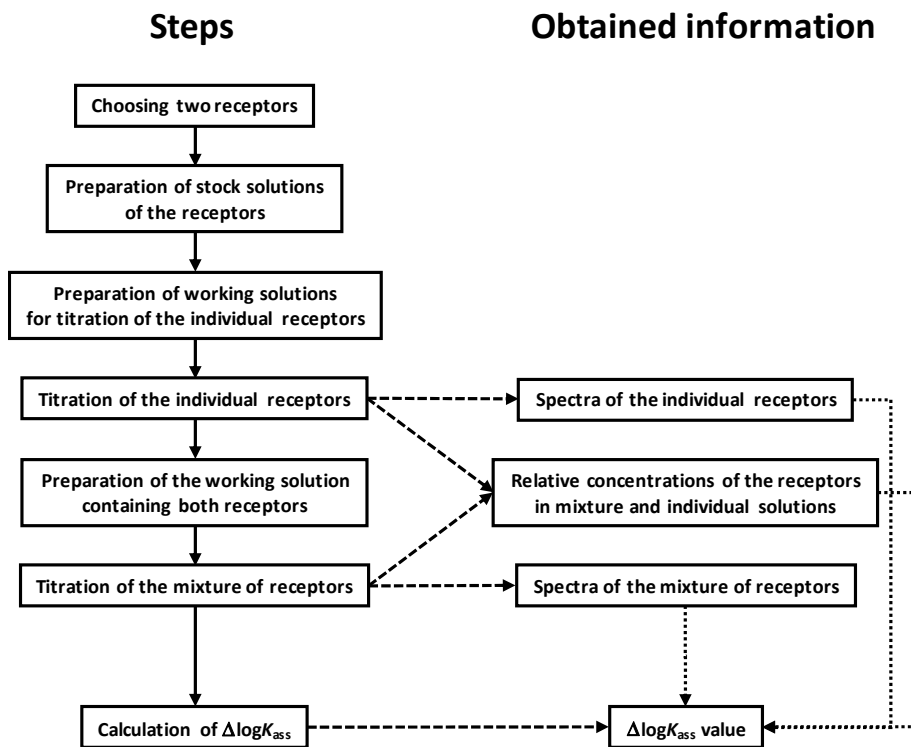 Steps
Obtained information
Choosing two receptors
Preparation of stock solutions
of the receptors
Preparation of working solutions
for titration of the individual receptors
Titration of the individual receptors
Spectra of the individual receptors
Preparation of the working solution
containing both receptors
Relative concentrations of the receptors
in mixture and individual solutions
Titration of the mixture of receptors
Spectra of the mixture of receptors
Calculation of ΔlogKass
ΔlogKass value